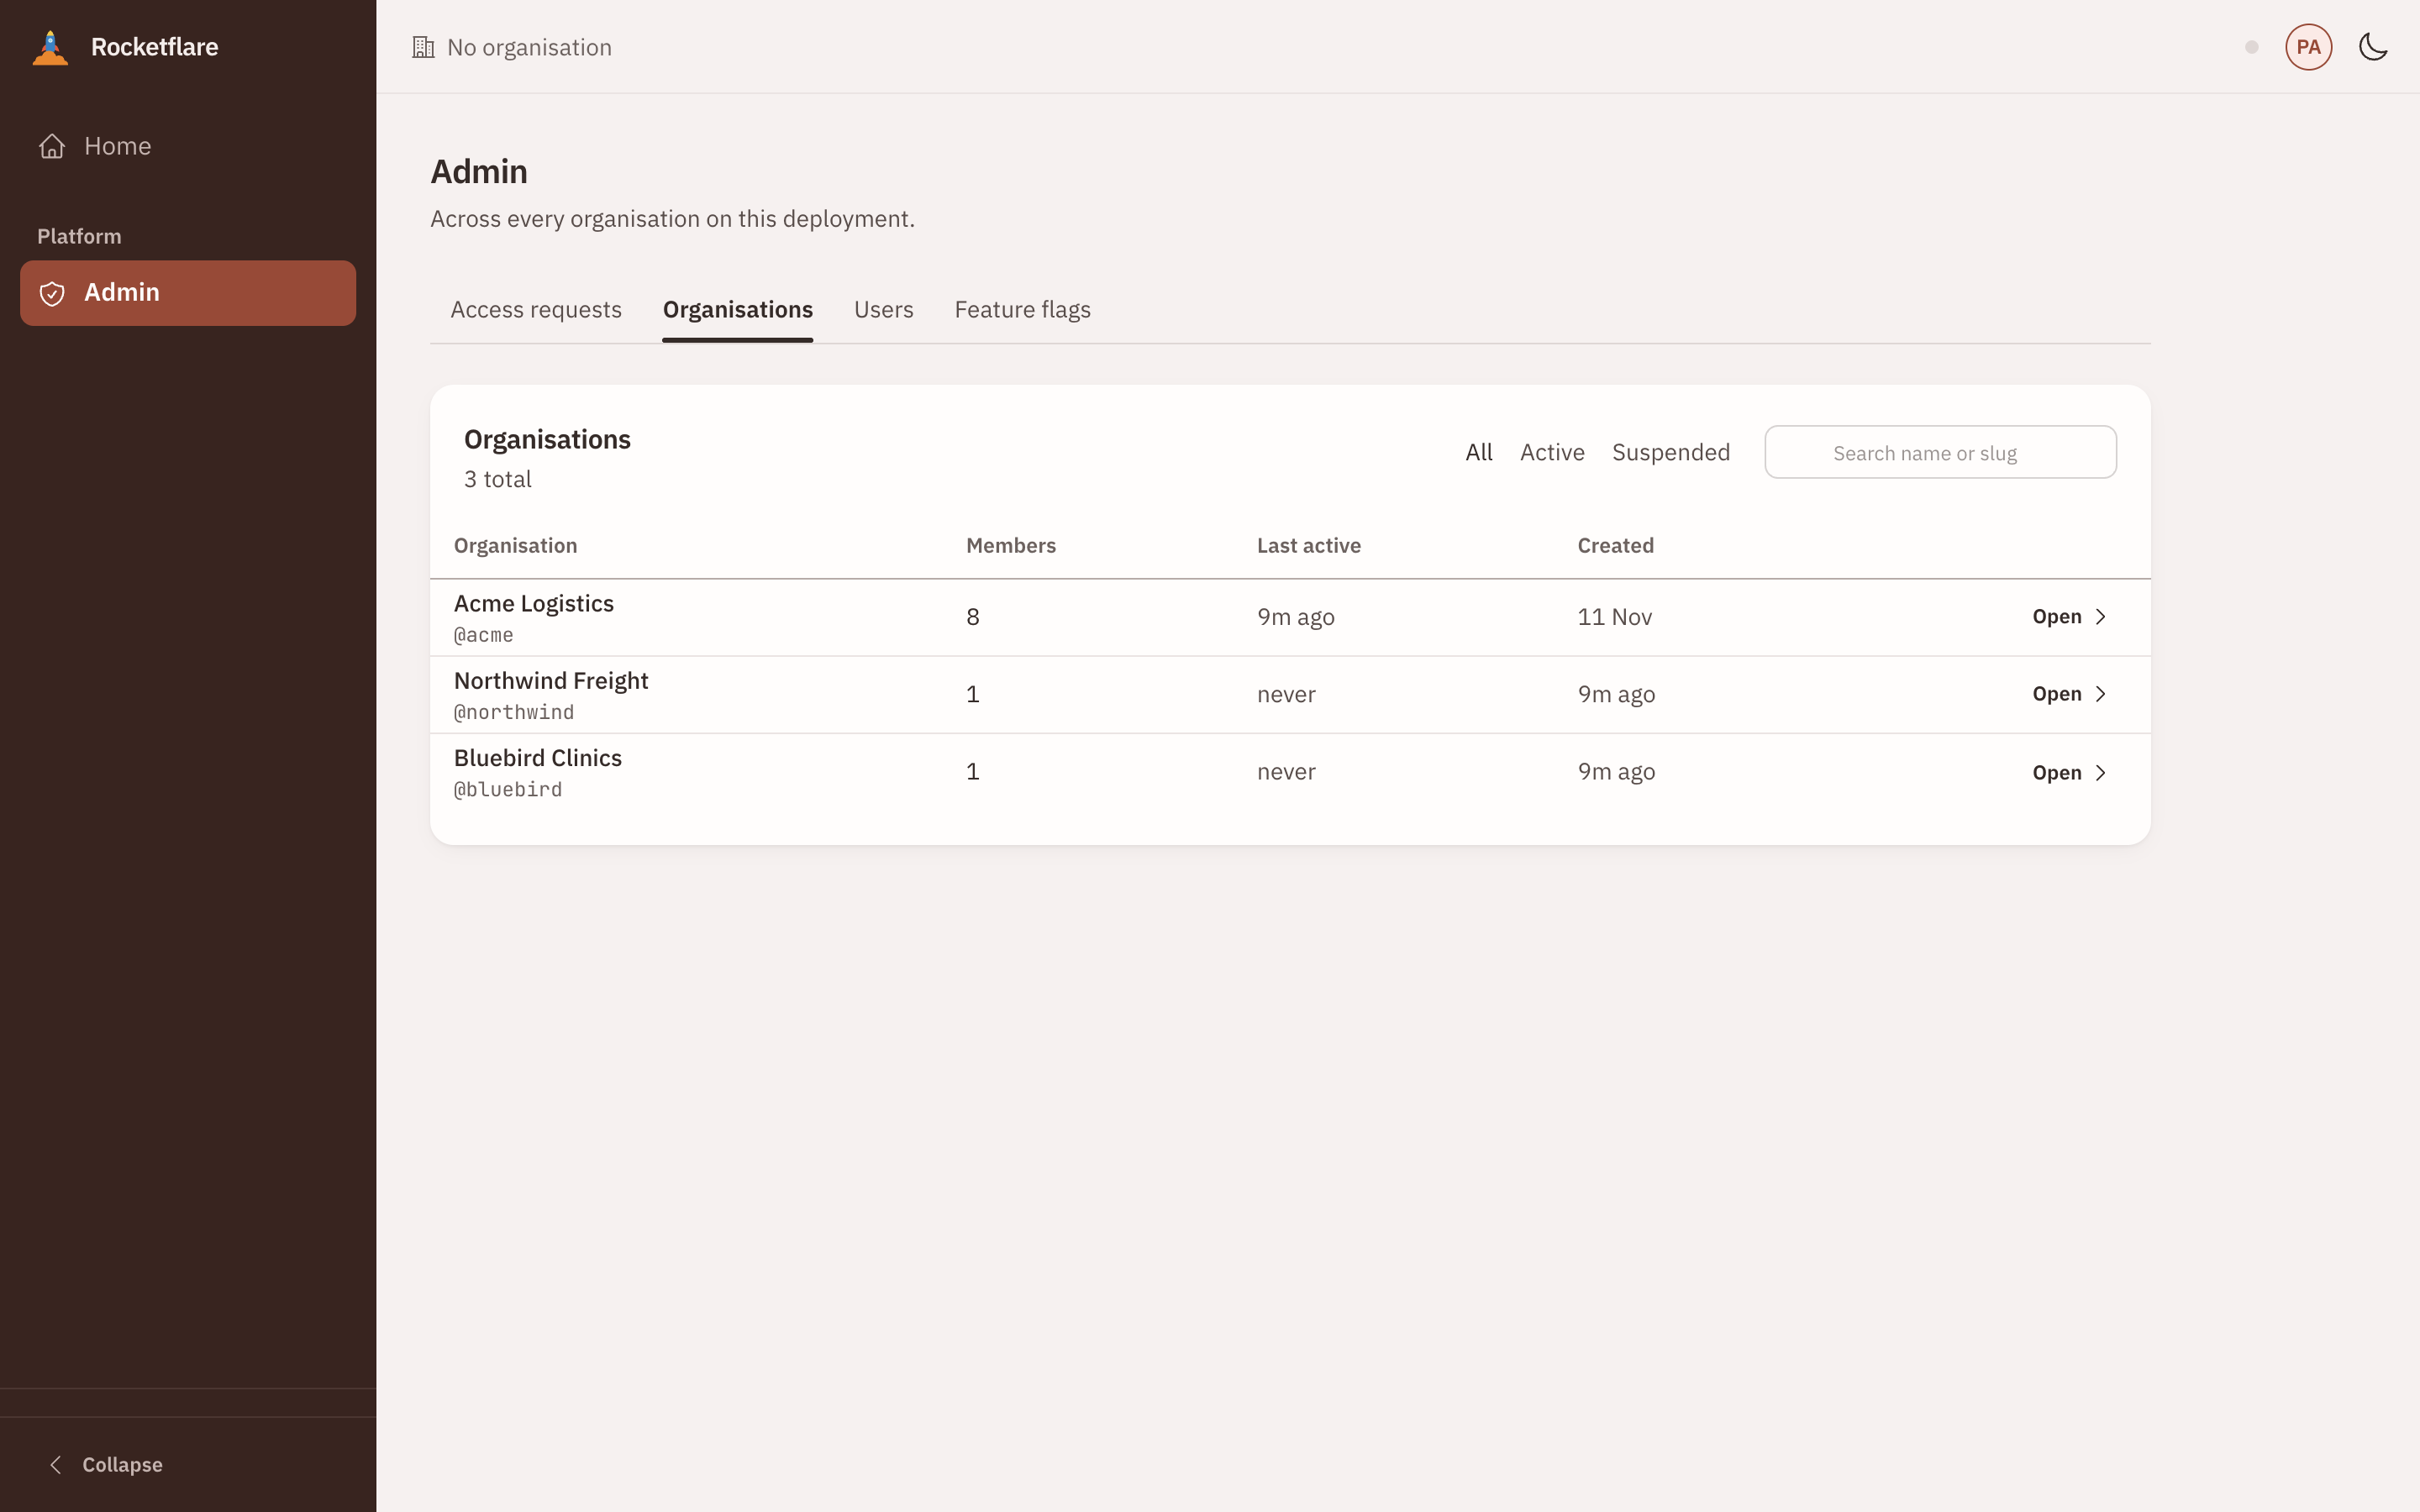 Rocketflare
Home
Platform
Admin
Collapse
No organisation
PA
Admin
Across every organisation on this deployment.
Access requests Organisations Users Feature flags
Organisations
3 total
All Active Suspended Search name or slug
Organisation Members Last active Created
Acme Logistics
@acme
8 9m ago 11 Nov Open
Northwind Freight
@northwind
1 never 9m ago Open
Bluebird Clinics
@bluebird
1 never 9m ago Open